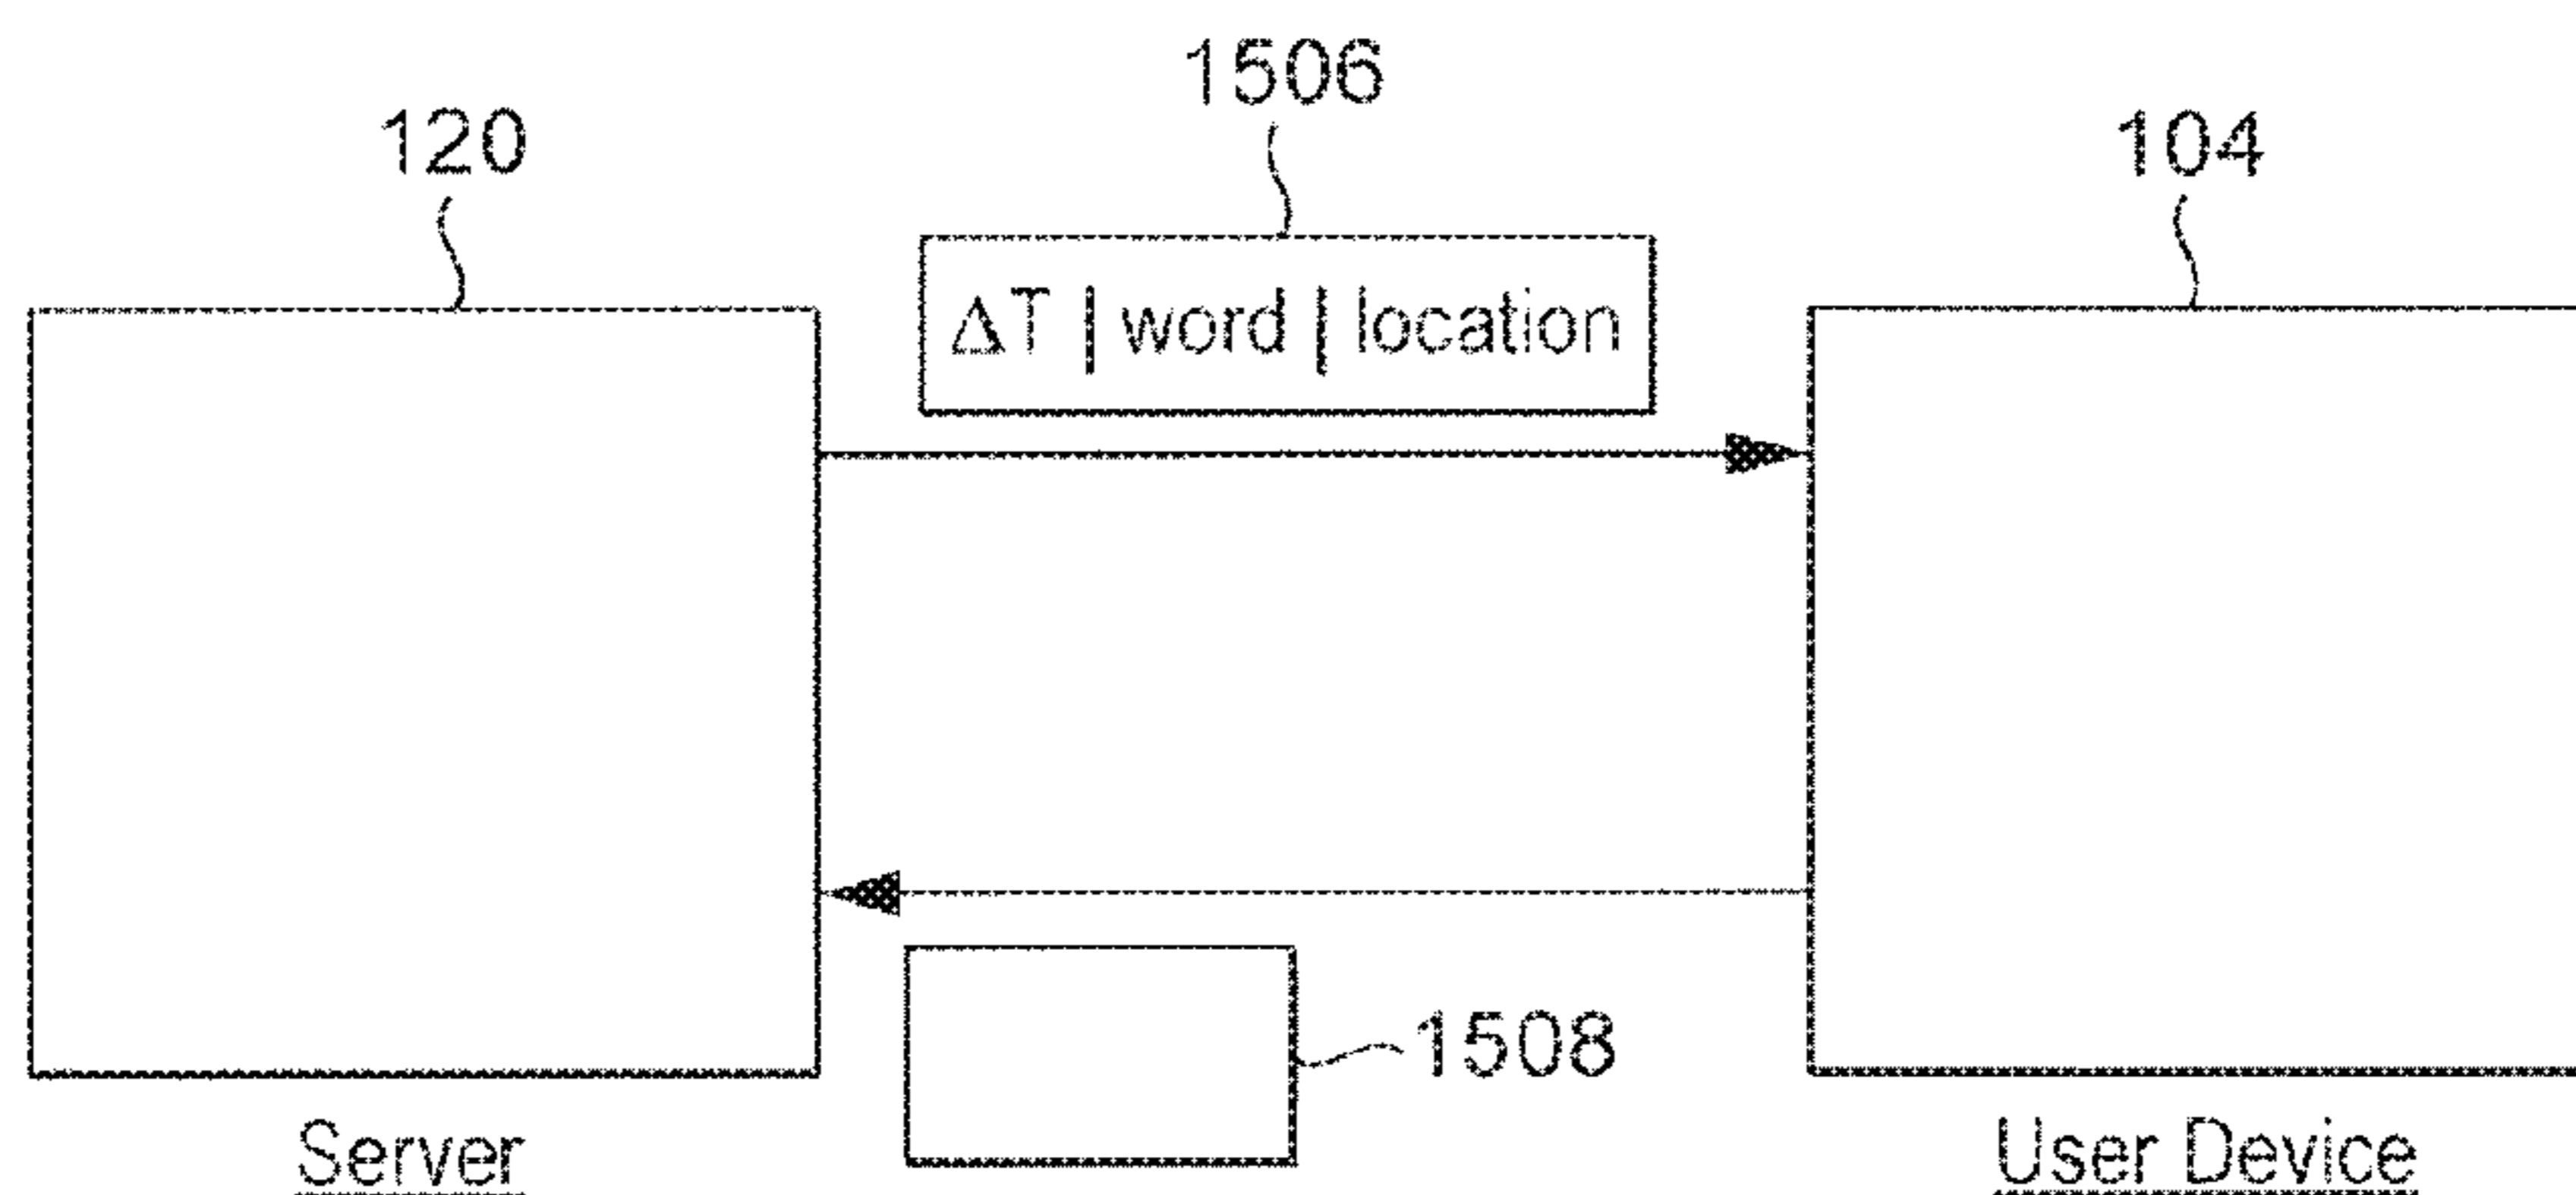 1506
120
104
ΔT | word | location
1508
Server
User Device